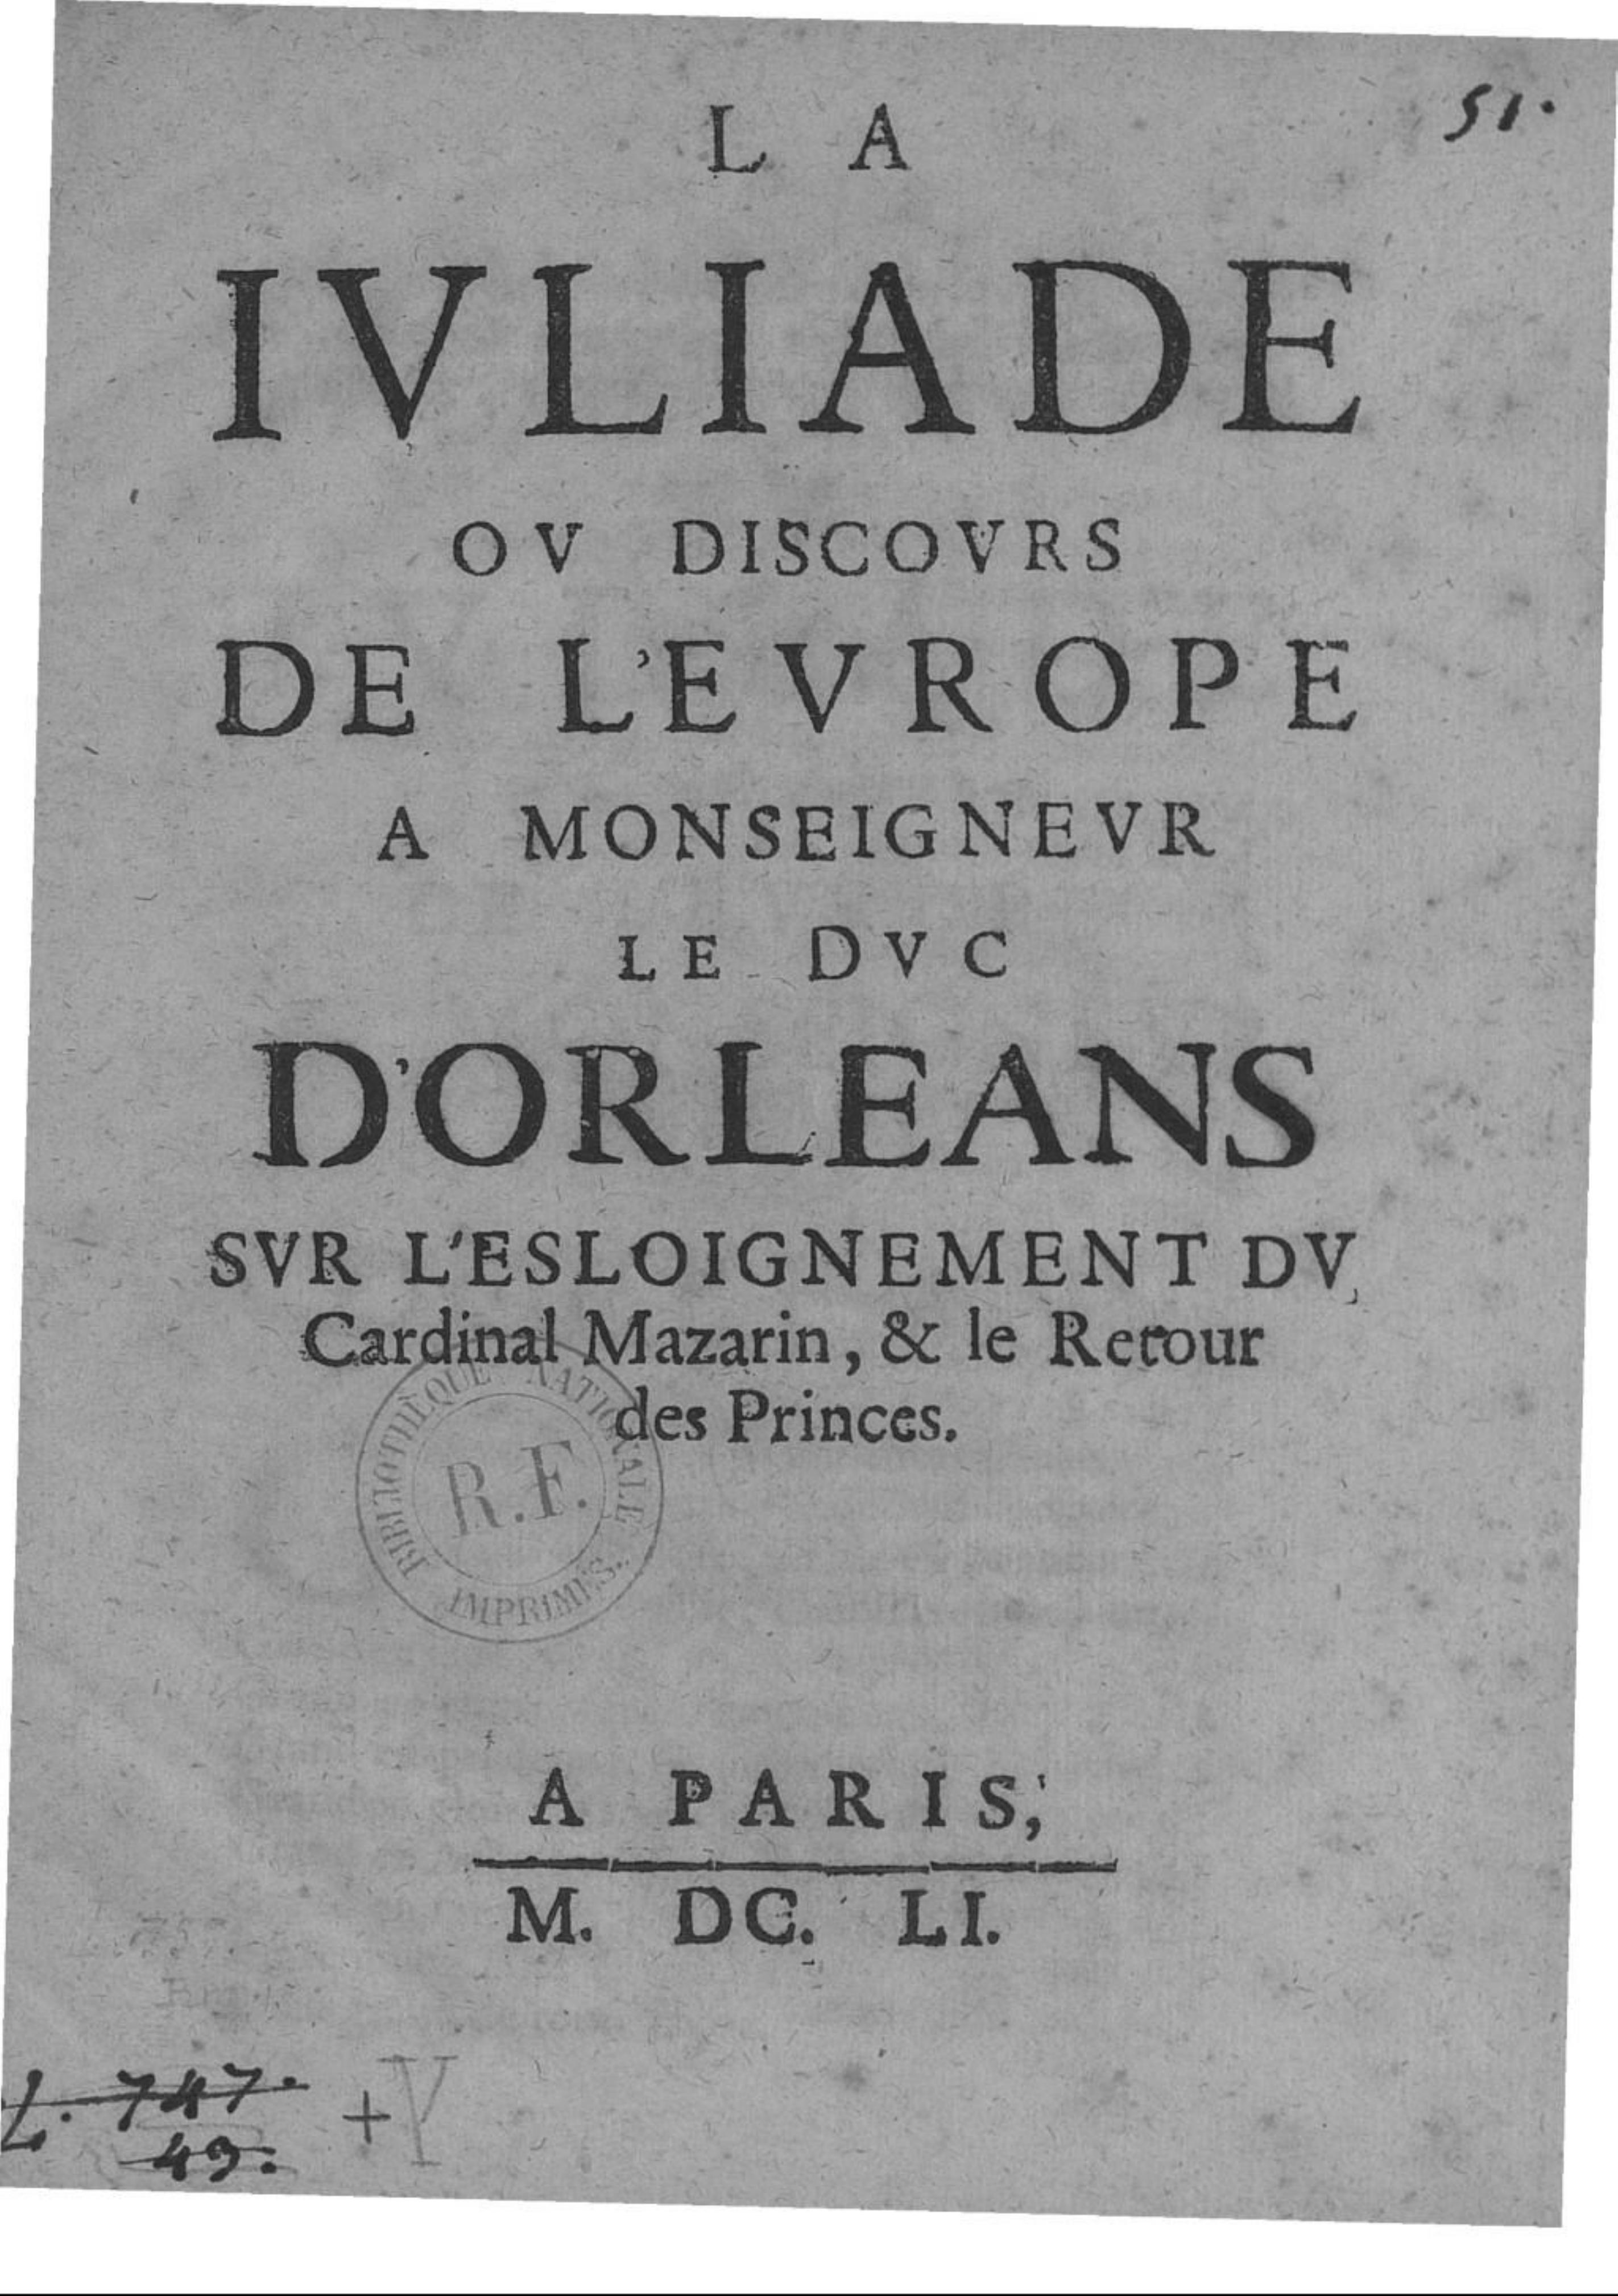 51.
LA
IVLIADE
OV DISCOVRS
DE L'EVROPE
A MONSEIGNEVR
LE DVC
D'ORLEANS
SVR L'ESLOIGNEMENT DV
Cardinal Mazarin, & le Retour
des Princes.
BIBLIOTHÈQUE NATIONALE
R.F.
IMPRIMÉS.
A PARIS,
M. DC. LI.
Z. 747. +Y
49.